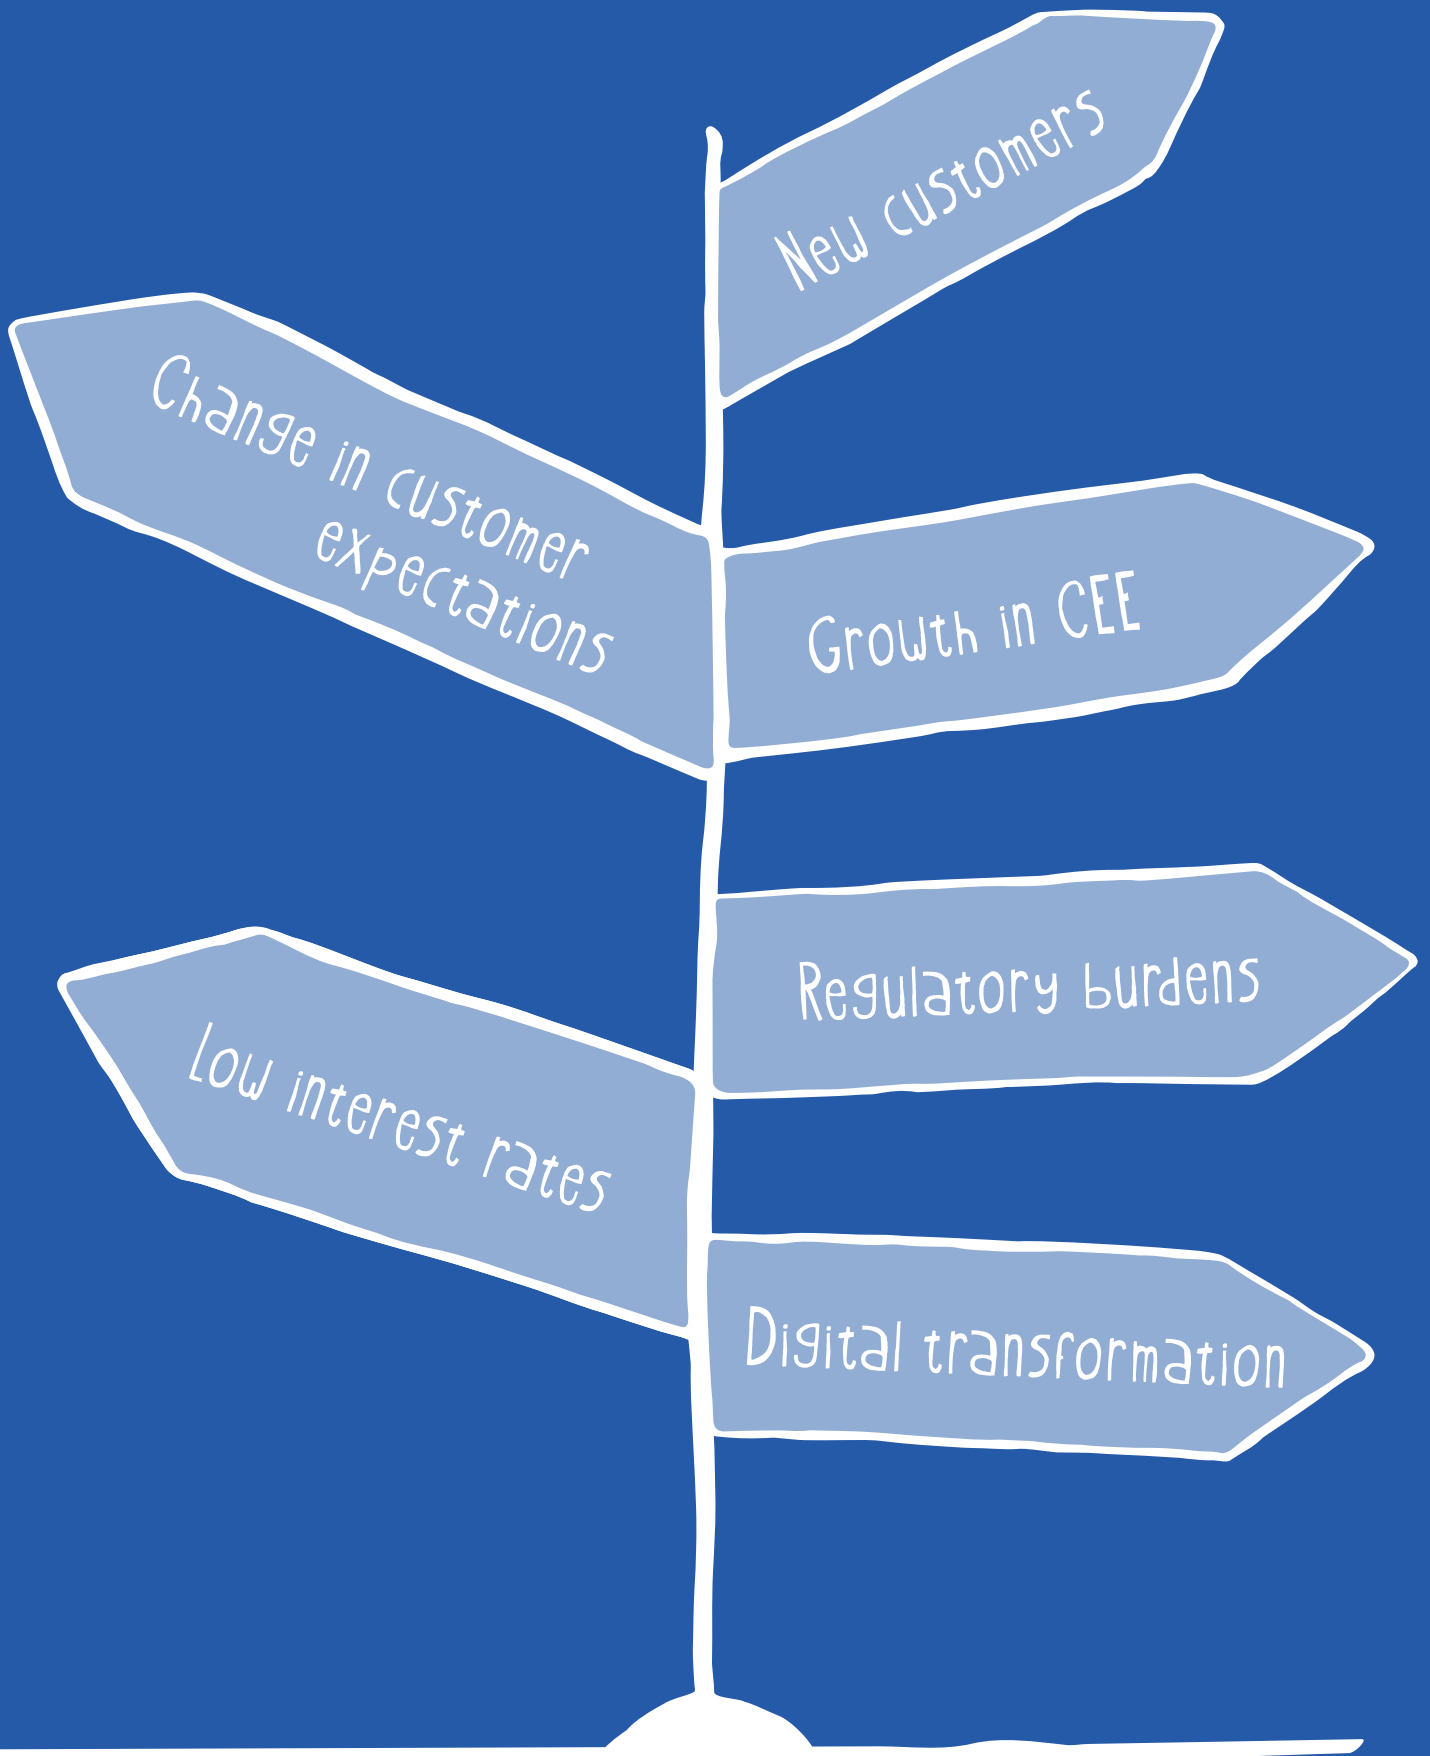 New customers
Change in customer
expectations
Growth in CEE
Regulatory burdens
Low interest rates
Digital transformation